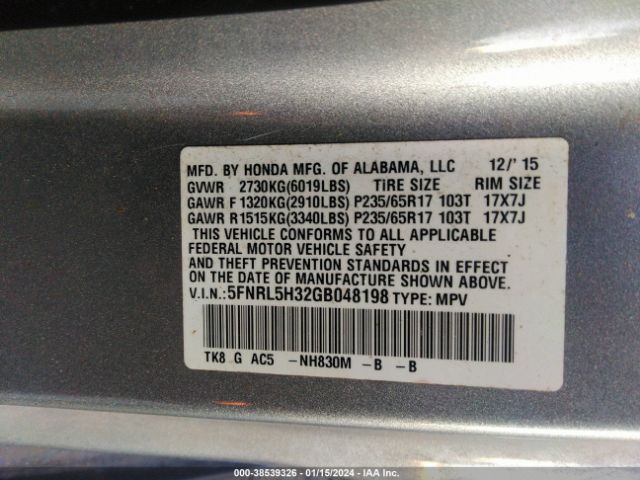 MFD. BY HONDA MFG. OF ALABAMA, LLC 12/' 15
GVWR 2730KG(6019LBS) TIRE SIZE RIM SIZE
GAWR F 1320KG(2910LBS) P235/65R17 103T 17X7J
GAWR R1515KG(3340LBS) P235/65R17 103T 17X7J
THIS VEHICLE CONFORMS TO ALL APPLICABLE
FEDERAL MOTOR VEHICLE SAFETY
AND THEFT PREVENTION STANDARDS IN EFFECT
ON THE DATE OF MANUFACTURE SHOWN ABOVE.
V.I.N.:5FNRL5H32GB048198 TYPE: MPV
TK8 G AC5 -NH830M -B -B
000-38539326 - 01/15/2024 - IAA Inc.